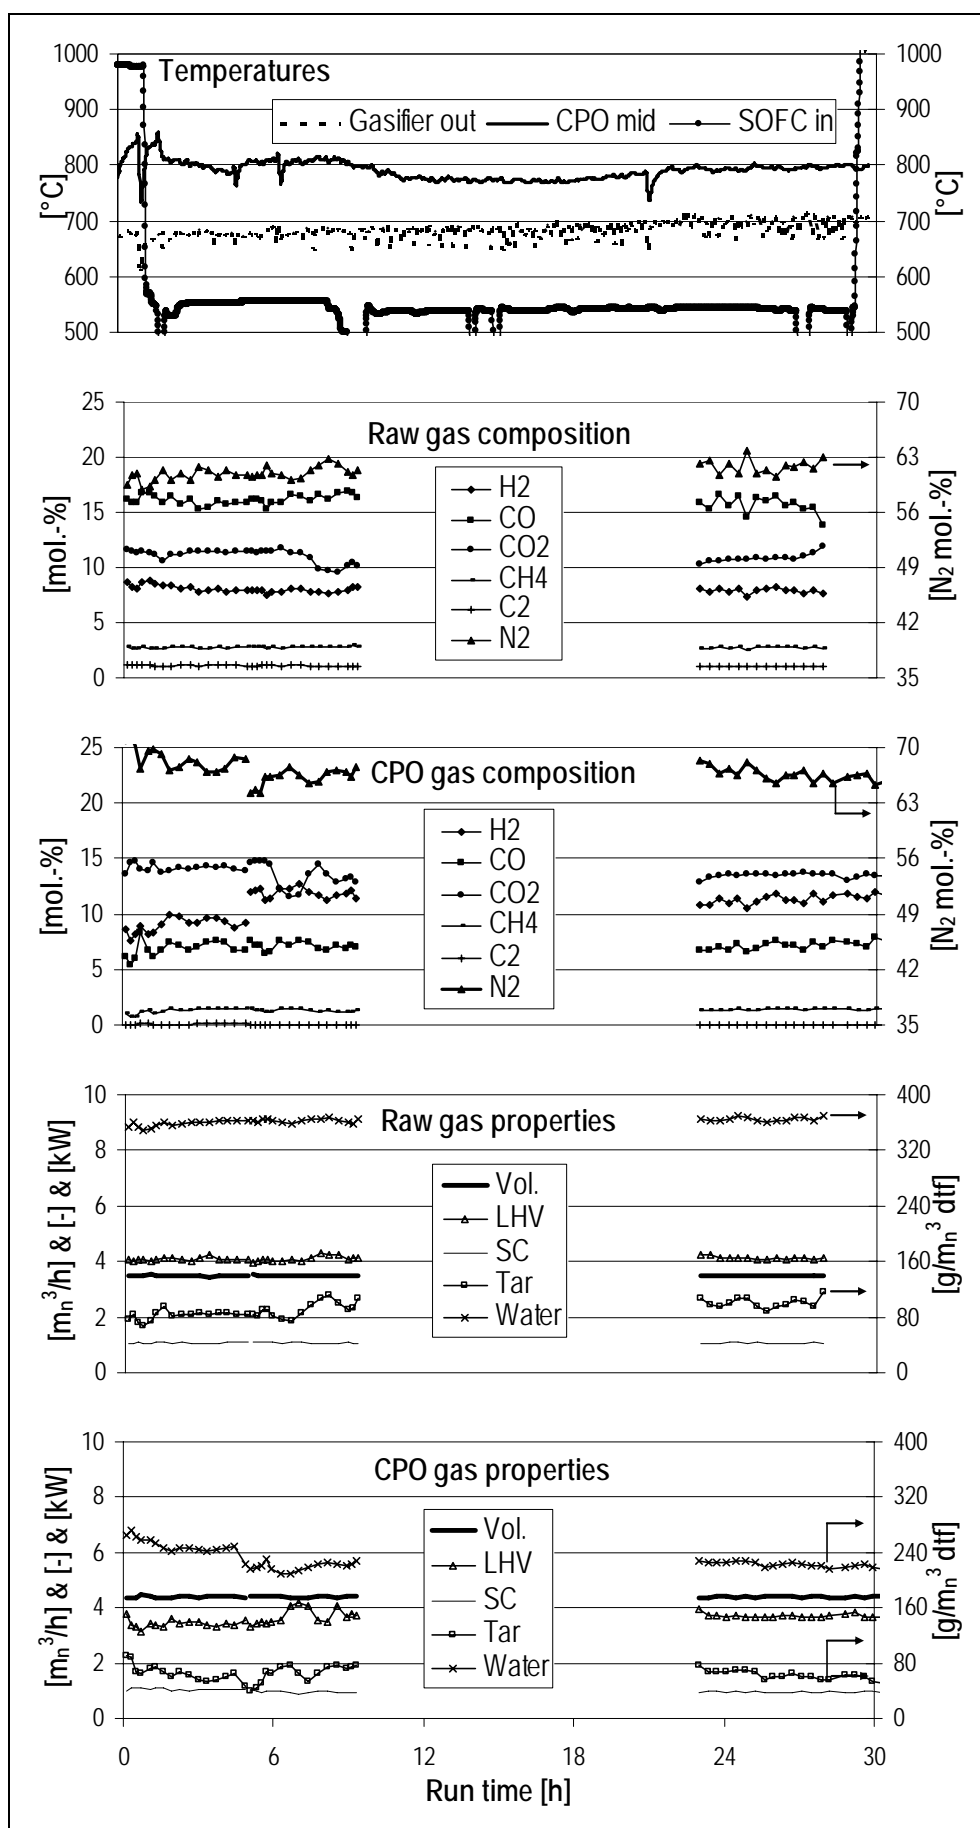 Temperatures
1000
900
800
700
600
500
[°C]
Gasifier out CPO mid SOFC in
1000
900
800
700
600
500
[°C]
Raw gas composition
25
20
15
10
5
0
[mol.-%]
H2
CO
CO2
CH4
C2
N2
70
63
56
49
42
35
[N₂ mol.-%]
CPO gas composition
25
20
15
10
5
0
[mol.-%]
H2
CO
CO2
CH4
C2
N2
70
63
56
49
42
35
[N₂ mol.-%]
Raw gas properties
10
8
6
4
2
0
[mₙ³/h] & [-] & [kW]
Vol.
LHV
SC
Tar
Water
400
320
240
160
80
0
[g/mₙ³ dtf]
CPO gas properties
10
8
6
4
2
0
[mₙ³/h] & [-] & [kW]
Vol.
LHV
SC
Tar
Water
400
320
240
160
80
0
[g/mₙ³ dtf]
0 6 12 18 24 30
Run time [h]